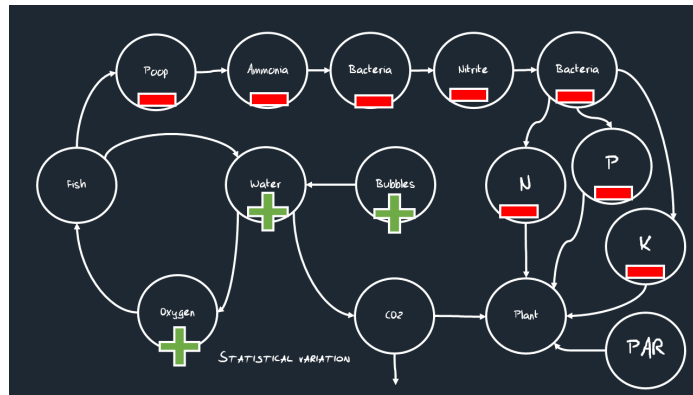 Poop
Ammonia
Bacteria
Nitrite
Bacteria
Fish
Water
Bubbles
N
P
K
Oxygen
CO2
Plant
PAR
STATISTICAL VARIATION